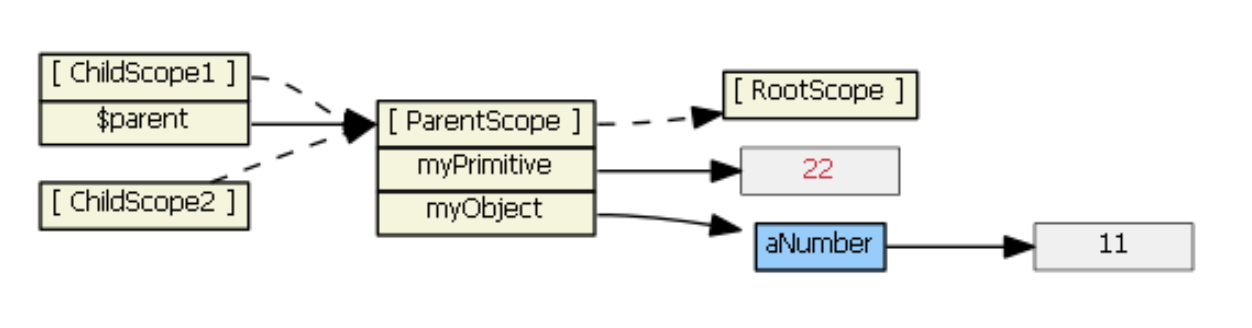 [ ChildScope1 ]
$parent
[ ChildScope2 ]
[ ParentScope ]
myPrimitive
myObject
[ RootScope ]
22
aNumber
11